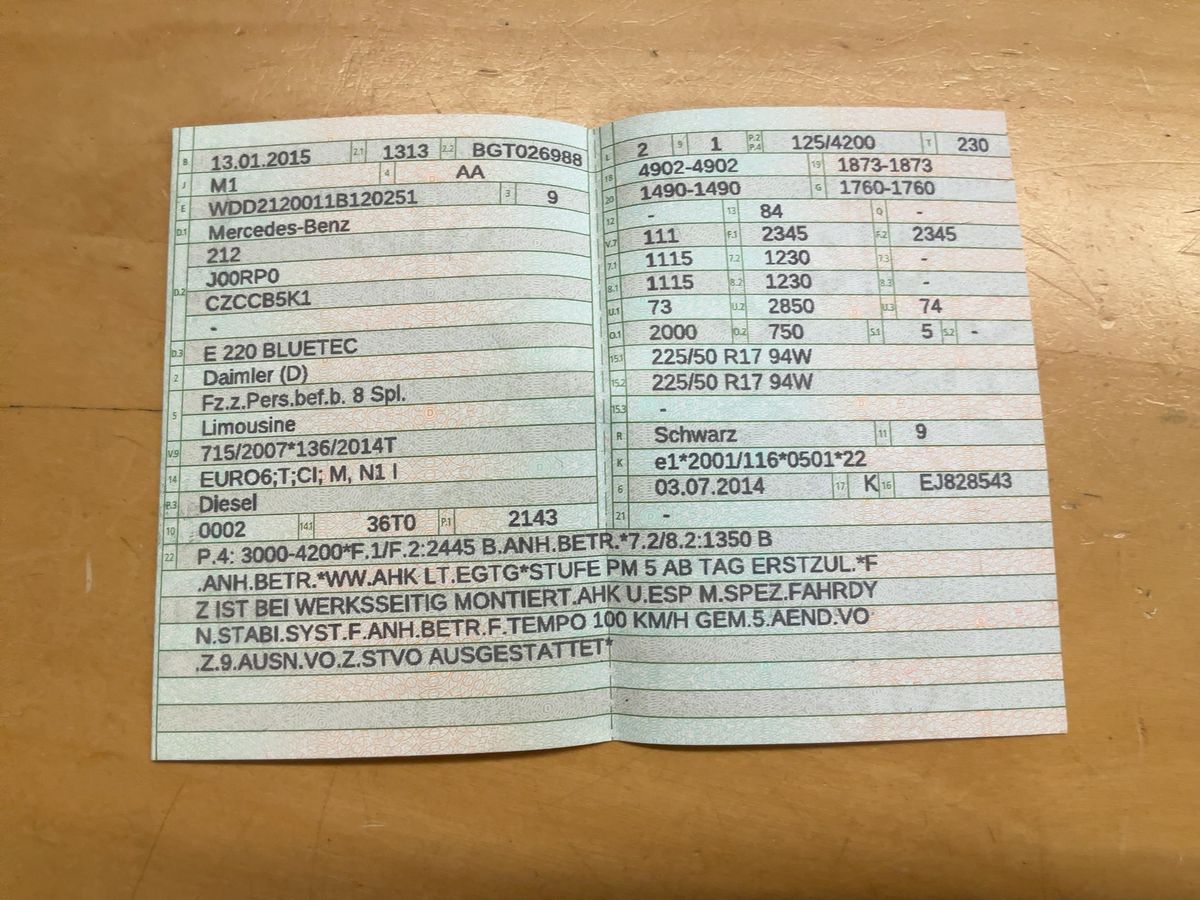 B 13.01.2015 2.1 1313 2.2 BGT026988
J M1 4 AA
E WDD2120011B120251 3 9
D.1 Mercedes-Benz
212
D.2 J00RP0
CZCCB5K1
-
D.3 E 220 BLUETEC
2 Daimler (D)
5 Fz.z.Pers.bef.b. 8 Spl.
Limousine
V.9 715/2007*136/2014T
14 EURO6;T;CI; M, N1 I
P.3 Diesel
10 0002 14.1 36T0 P.1 2143
L 2 9 1 P.2 P.4 125/4200 T 230
18 4902-4902 19 1873-1873
20 1490-1490 G 1760-1760
12 - 13 84 Q -
V.7 111 F.1 2345 F.2 2345
7.1 1115 7.2 1230 7.3 -
8.1 1115 8.2 1230 8.3 -
U.1 73 U.2 2850 U.3 74
O.1 2000 O.2 750 S.1 5 S.2 -
15.1 225/50 R17 94W
15.2 225/50 R17 94W
15.3 -
R Schwarz 11 9
K e1*2001/116*0501*22
6 03.07.2014 17 K 16 EJ828543
21 -
22 P.4: 3000-4200*F.1/F.2:2445 B.ANH.BETR.*7.2/8.2:1350 B
.ANH.BETR.*WW.AHK LT.EGTG*STUFE PM 5 AB TAG ERSTZUL.*F
Z IST BEI WERKSSEITIG MONTIERT.AHK U.ESP M.SPEZ.FAHRDY
N.STABI.SYST.F.ANH.BETR.F.TEMPO 100 KM/H GEM.5.AEND.VO
.Z.9.AUSN.VO.Z.STVO AUSGESTATTET*